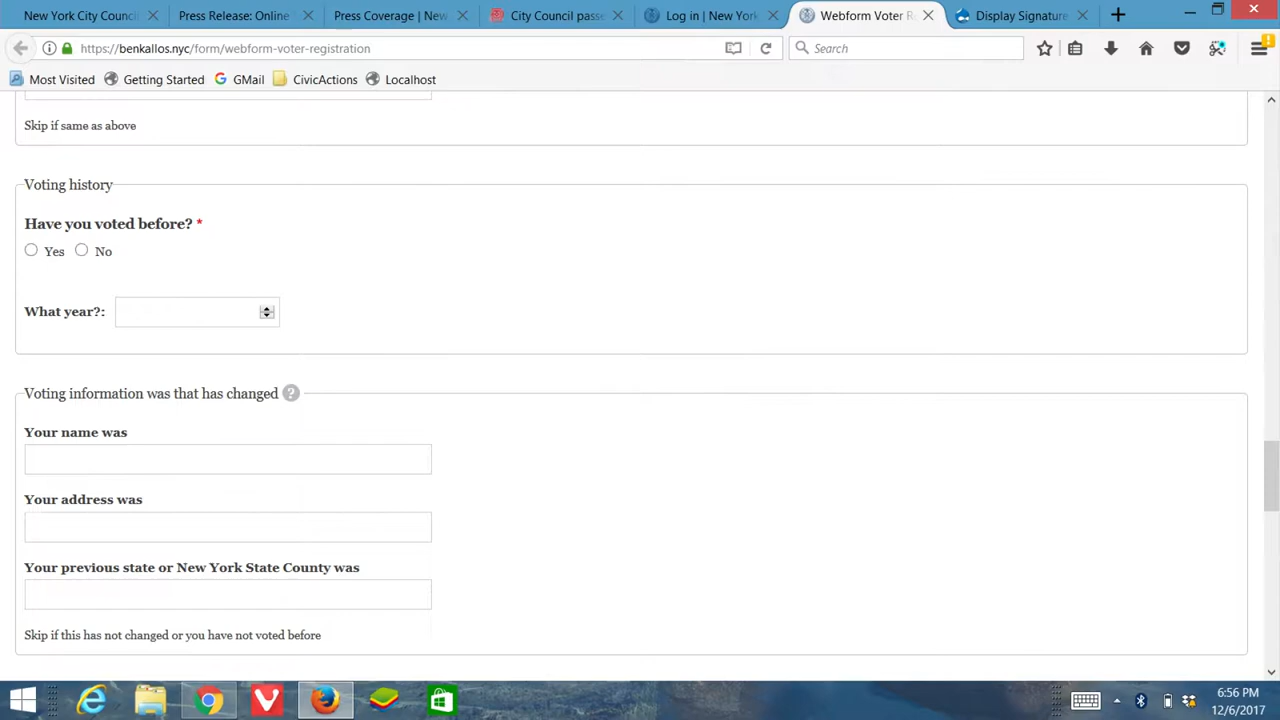 New York City Council
Press Release: Online
Press Coverage | New
City Council passe
Log in | New York
Webform Voter R
Display Signature
https://benkallos.nyc/form/webform-voter-registration
Search
Most Visited
Getting Started
GMail
CivicActions
Localhost
Skip if same as above
Voting history
Have you voted before? *
Yes No
What year?:
Voting information was that has changed ?
Your name was
Your address was
Your previous state or New York State County was
Skip if this has not changed or you have not voted before
6:56 PM
12/6/2017